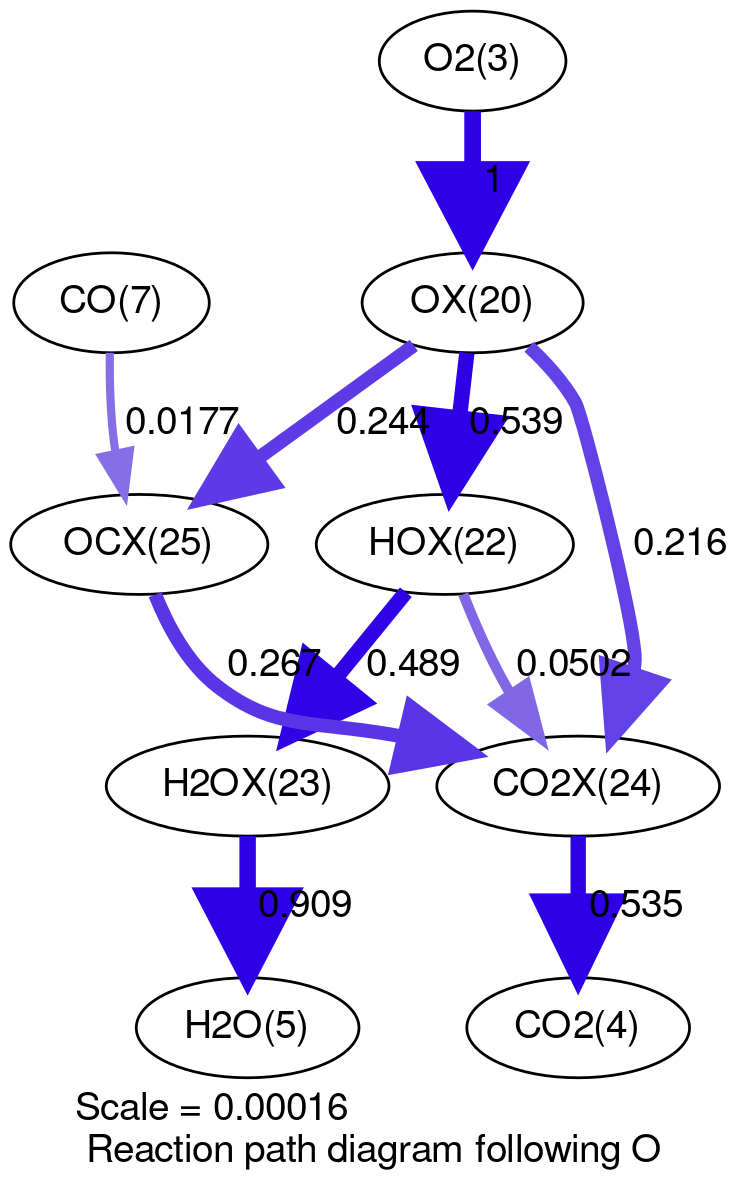 O2(3)
1
CO(7)
OX(20)
0.0177
0.244
0.539
OCX(25)
HOX(22)
0.216
0.267
0.489
0.0502
H2OX(23)
CO2X(24)
0.909
0.535
H2O(5)
CO2(4)
Scale = 0.00016
Reaction path diagram following O